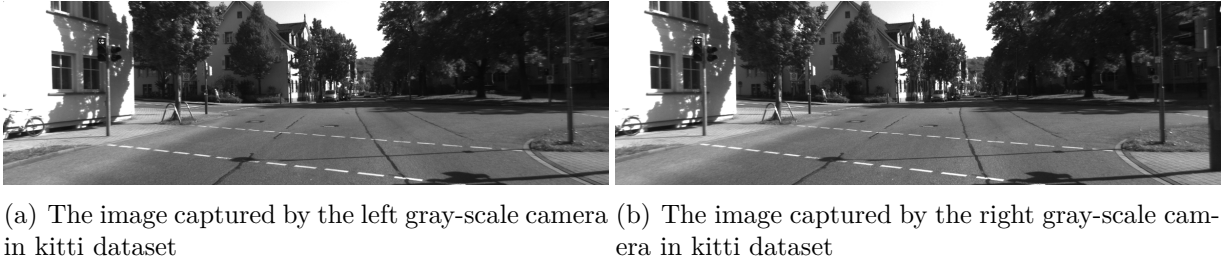 (a) The image captured by the left gray-scale camera
in kitti dataset
(b) The image captured by the right gray-scale cam-
era in kitti dataset